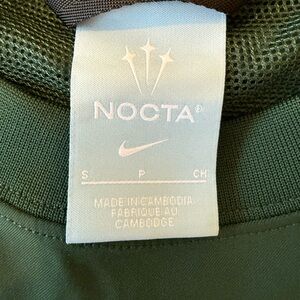 NOCTA®
S P CH
MADE IN CAMBODIA
FABRIQUÉ AU
CAMBODGE